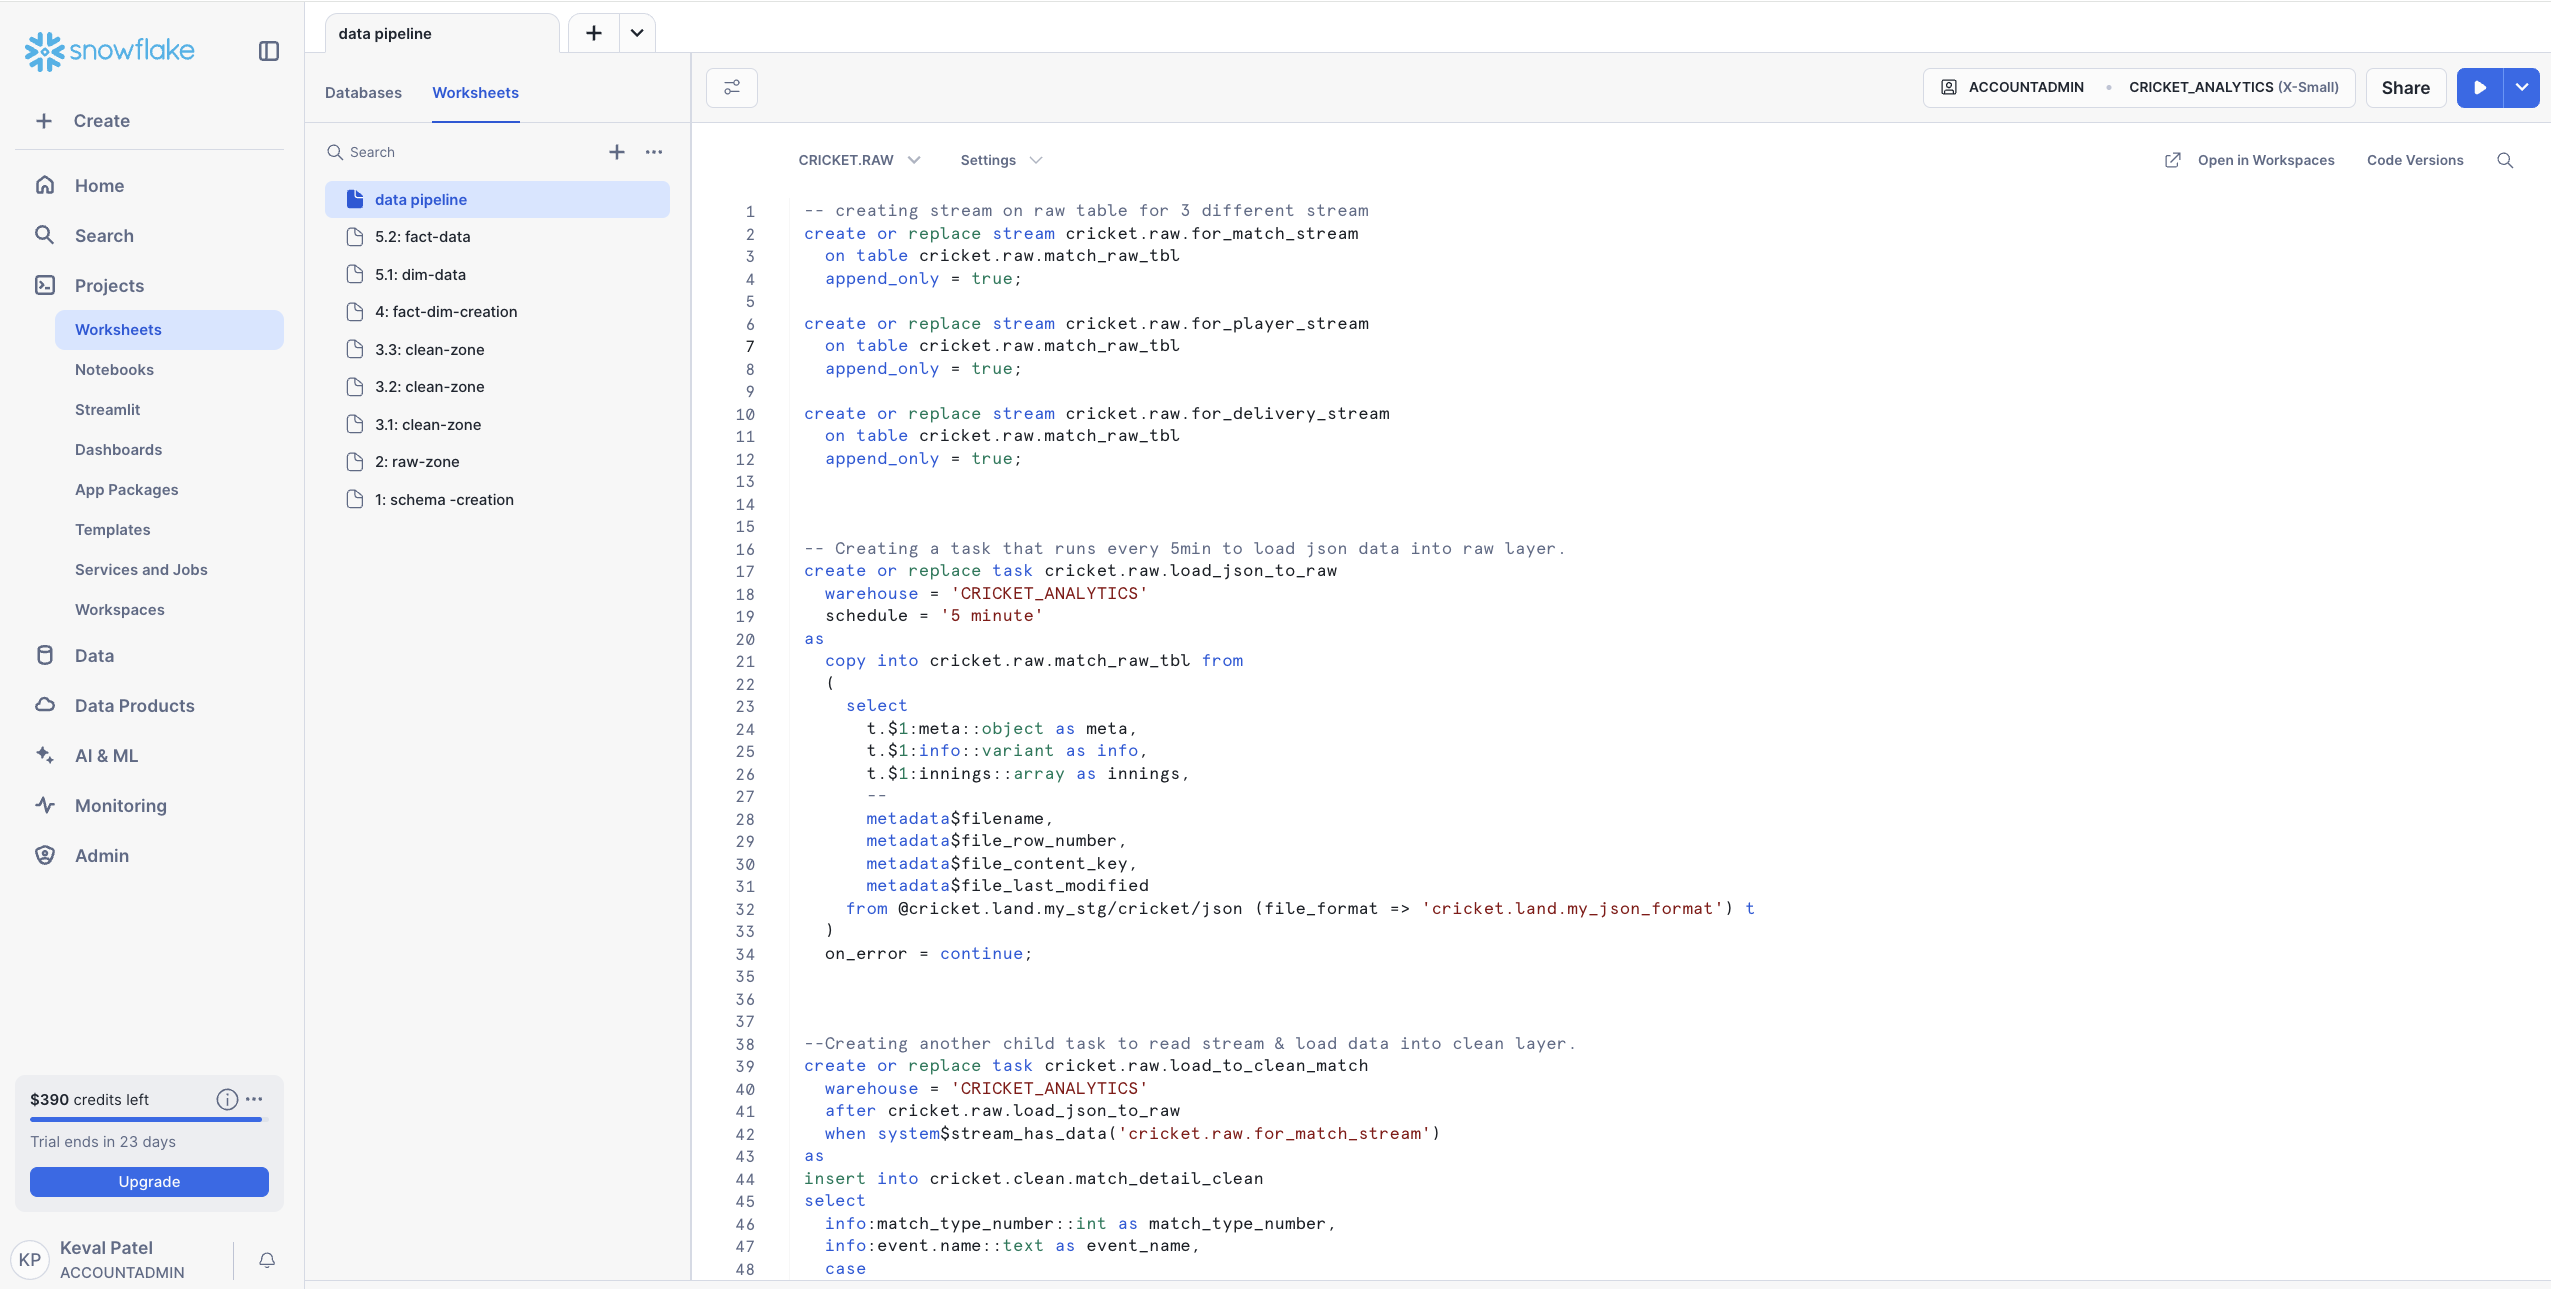 snowflake
Create
Home
Search
Projects
Worksheets
Notebooks
Streamlit
Dashboards
App Packages
Templates
Services and Jobs
Workspaces
Data
Data Products
AI & ML
Monitoring
Admin
$390 credits left
Trial ends in 23 days
Upgrade
KP
Keval Patel
ACCOUNTADMIN
data pipeline
Databases
Worksheets
Search
data pipeline
5.2: fact-data
5.1: dim-data
4: fact-dim-creation
3.3: clean-zone
3.2: clean-zone
3.1: clean-zone
2: raw-zone
1: schema -creation
ACCOUNTADMIN • CRICKET_ANALYTICS (X-Small)
Share
CRICKET.RAW
Settings
Open in Workspaces
Code Versions
1 -- creating stream on raw table for 3 different stream
2 create or replace stream cricket.raw.for_match_stream
3 on table cricket.raw.match_raw_tbl
4 append_only = true;
5
6 create or replace stream cricket.raw.for_player_stream
7 on table cricket.raw.match_raw_tbl
8 append_only = true;
9
10 create or replace stream cricket.raw.for_delivery_stream
11 on table cricket.raw.match_raw_tbl
12 append_only = true;
13
14
15
16 -- Creating a task that runs every 5min to load json data into raw layer.
17 create or replace task cricket.raw.load_json_to_raw
18 warehouse = 'CRICKET_ANALYTICS'
19 schedule = '5 minute'
20 as
21 copy into cricket.raw.match_raw_tbl from
22 (
23 select
24 t.$1:meta::object as meta,
25 t.$1:info::variant as info,
26 t.$1:innings::array as innings,
27 --
28 metadata$filename,
29 metadata$file_row_number,
30 metadata$file_content_key,
31 metadata$file_last_modified
32 from @cricket.land.my_stg/cricket/json (file_format => 'cricket.land.my_json_format') t
33 )
34 on_error = continue;
35
36
37
38 --Creating another child task to read stream & load data into clean layer.
39 create or replace task cricket.raw.load_to_clean_match
40 warehouse = 'CRICKET_ANALYTICS'
41 after cricket.raw.load_json_to_raw
42 when system$stream_has_data('cricket.raw.for_match_stream')
43 as
44 insert into cricket.clean.match_detail_clean
45 select
46 info:match_type_number::int as match_type_number,
47 info:event.name::text as event_name,
48 case